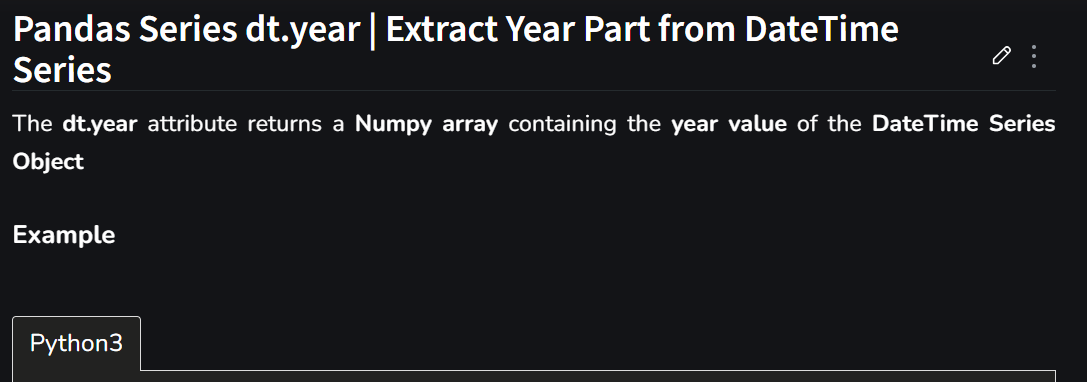 Pandas Series dt.year | Extract Year Part from DateTime
Series
The dt.year attribute returns a Numpy array containing the year value of the DateTime Series
Object
Example
Python3